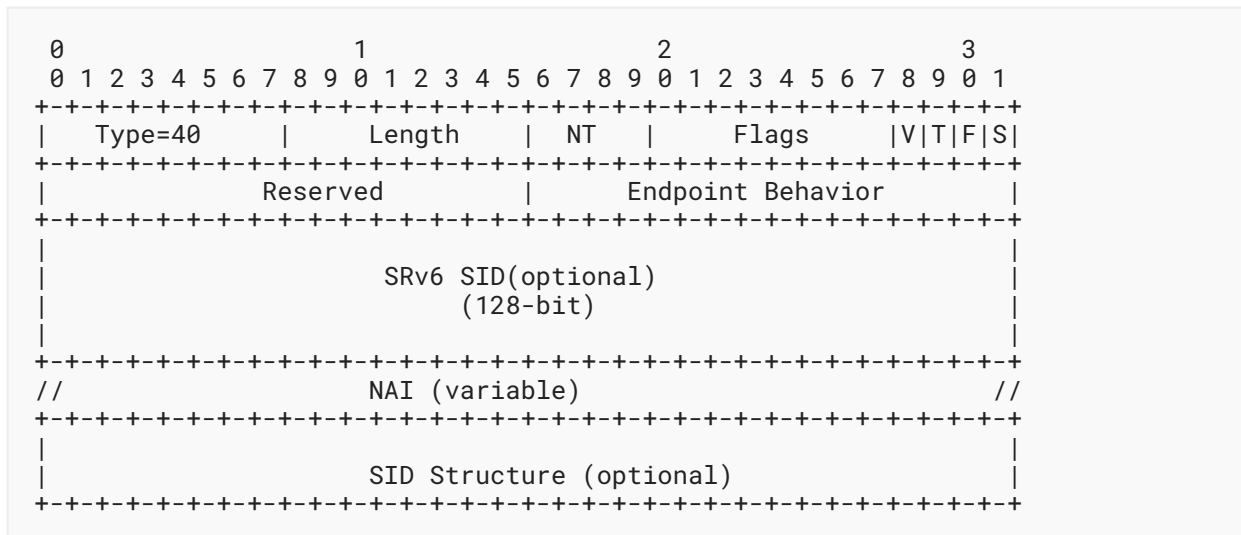 0                   1                   2                   3
 0 1 2 3 4 5 6 7 8 9 0 1 2 3 4 5 6 7 8 9 0 1 2 3 4 5 6 7 8 9 0 1
+-+-+-+-+-+-+-+-+-+-+-+-+-+-+-+-+-+-+-+-+-+-+-+-+-+-+-+-+-+-+-+-+
|   Type=40     |     Length    |  NT   |     Flags     |V|T|F|S|
+-+-+-+-+-+-+-+-+-+-+-+-+-+-+-+-+-+-+-+-+-+-+-+-+-+-+-+-+-+-+-+-+
|              Reserved         |      Endpoint Behavior        |
+-+-+-+-+-+-+-+-+-+-+-+-+-+-+-+-+-+-+-+-+-+-+-+-+-+-+-+-+-+-+-+-+
|                                                               |
|                      SRv6 SID(optional)                       |
|                           (128-bit)                           |
|                                                               |
+-+-+-+-+-+-+-+-+-+-+-+-+-+-+-+-+-+-+-+-+-+-+-+-+-+-+-+-+-+-+-+-+
//                    NAI (variable)                           //
+-+-+-+-+-+-+-+-+-+-+-+-+-+-+-+-+-+-+-+-+-+-+-+-+-+-+-+-+-+-+-+-+
|                                                               |
|                     SID Structure (optional)                  |
+-+-+-+-+-+-+-+-+-+-+-+-+-+-+-+-+-+-+-+-+-+-+-+-+-+-+-+-+-+-+-+-+